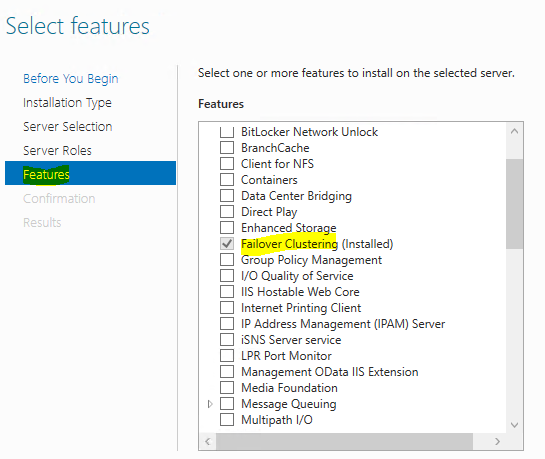 Select features
Before You Begin
Installation Type
Server Selection
Server Roles
Features
Confirmation
Results
Select one or more features to install on the selected server.
Features
BitLocker Network Unlock
BranchCache
Client for NFS
Containers
Data Center Bridging
Direct Play
Enhanced Storage
Failover Clustering (Installed)
Group Policy Management
I/O Quality of Service
IIS Hostable Web Core
Internet Printing Client
IP Address Management (IPAM) Server
iSNS Server service
LPR Port Monitor
Management OData IIS Extension
Media Foundation
Message Queuing
Multipath I/O